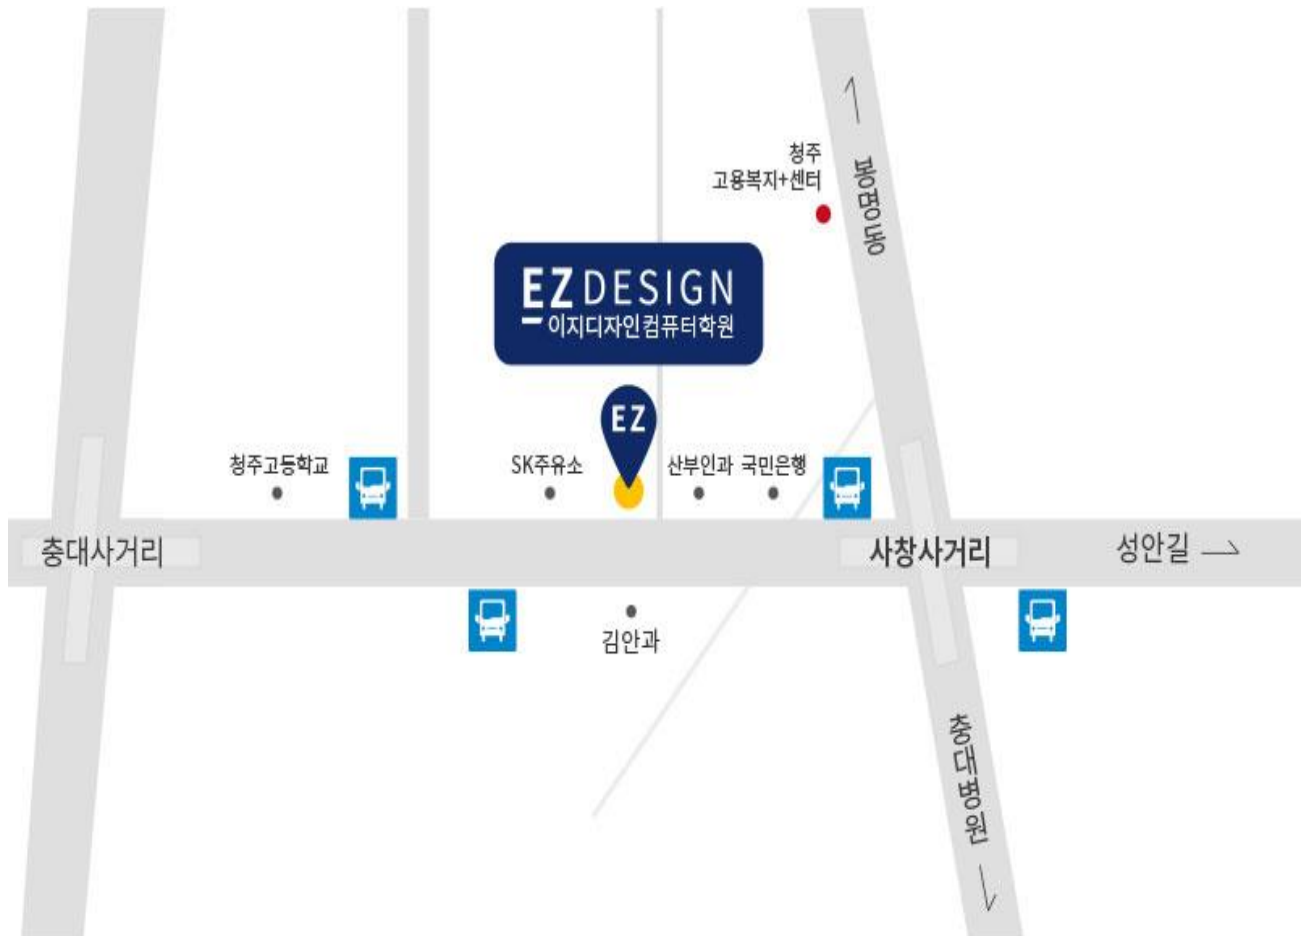 청주
고용복지+센터
봉명동
EZ DESIGN
이지디자인컴퓨터학원
EZ
청주고등학교
SK주유소
산부인과
국민은행
충대사거리
사창사거리
성안길
김안과
충대병원